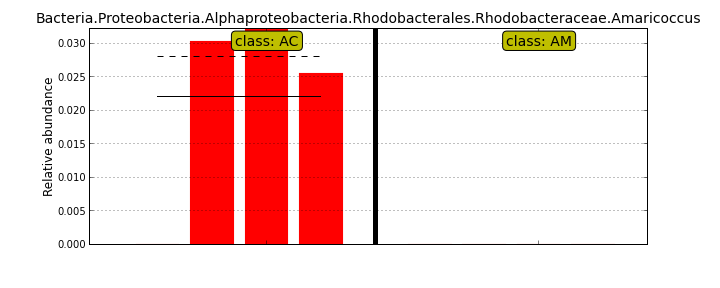 Bacteria.Proteobacteria.Alphaproteobacteria.Rhodobacterales.Rhodobacteraceae.Amaricoccus
class: AC
class: AM
Relative abundance
0.030
0.025
0.020
0.015
0.010
0.005
0.000